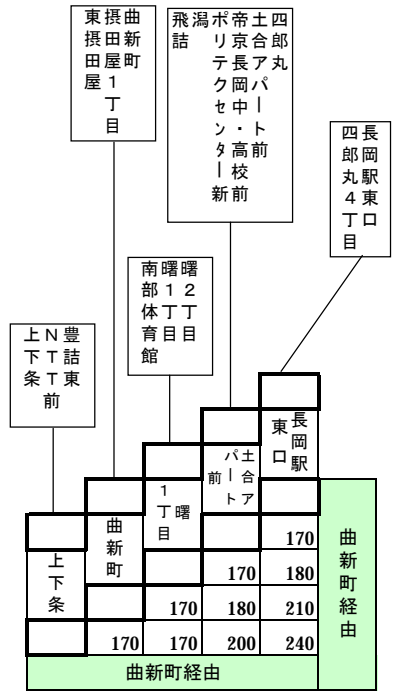 四郎丸
土合アパート前
帝京長岡中・高校前
ポリテクセンター新
潟
飛詰
曲新町
摂田屋1丁目
東摂田屋
長岡駅東口
四郎丸4丁目
曙2丁目
曙1丁目
南部体育館
豊詰東
NTT前
上下条
長岡駅
東口
土合ア
パート
前
曙
1丁目
曲新町
上下条
170
170 180
170 180 210
170 170 200 240
曲新町経由
曲新町経由